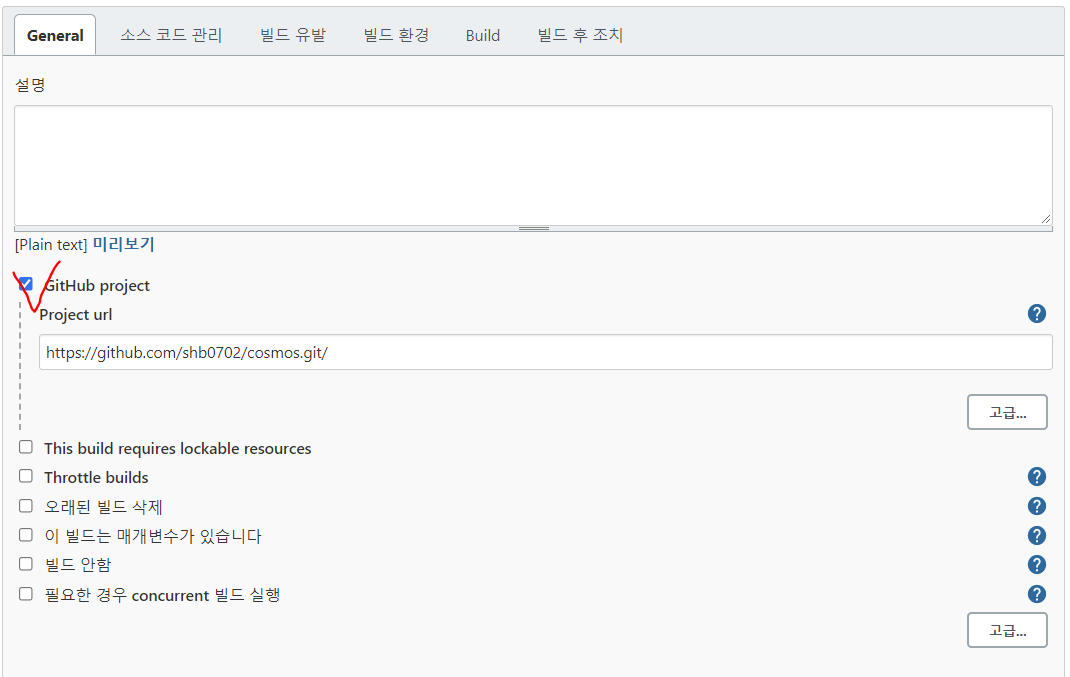 General 소스 코드 관리 빌드 유발 빌드 환경 Build 빌드 후 조치
설명
[Plain text] 미리보기
GitHub project
Project url
?
https://github.com/shb0702/cosmos.git/
고급...
This build requires lockable resources
Throttle builds ?
오래된 빌드 삭제 ?
이 빌드는 매개변수가 있습니다 ?
빌드 안함 ?
필요한 경우 concurrent 빌드 실행 ?
고급...